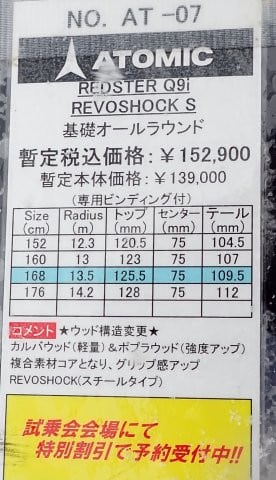 NO. AT -07
ATOMIC
REDSTER Q9i
REVOSHOCK S
基礎オールラウンド
暫定税込価格:￥152,900
暫定本体価格:￥139,000
(専用ビンディング付)
Size (cm) Radius (m) トップ (mm) センター (mm) テール (mm)
152 12.3 120.5 75 104.5
160 13 123 75 107
168 13.5 125.5 75 109.5
176 14.2 128 75 112
コメント ★ウッド構造変更★
カルバウッド(軽量)&ポプラウッド(強度アップ)
複合素材コアとなり、グリップ感アップ
REVOSHOCK(スチールタイプ)
試乗会会場にて
特別割引で予約受付中!!